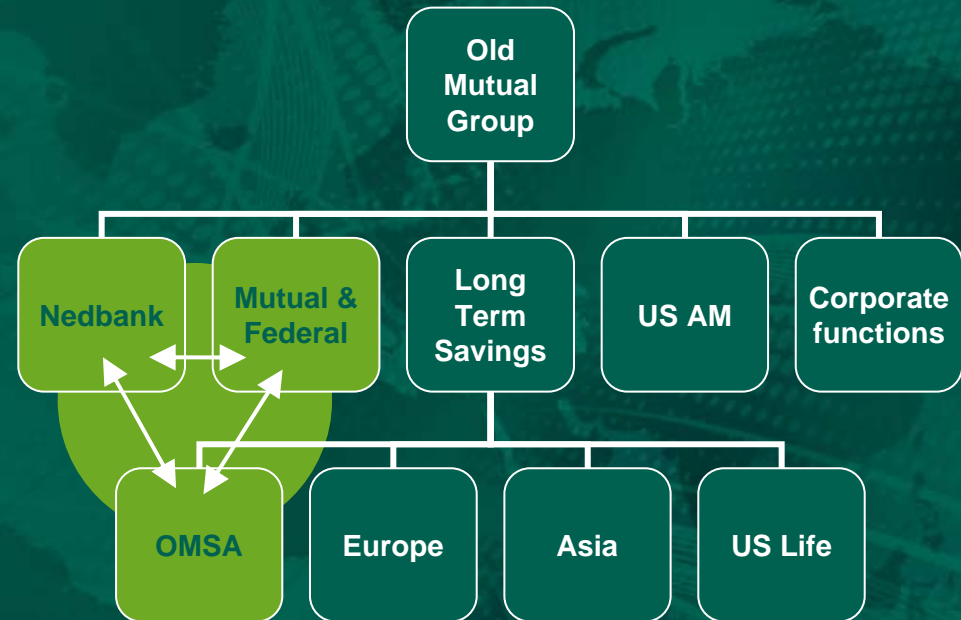 Old
Mutual
Group
Nedbank
Mutual &
Federal
Long
Term
Savings
US AM
Corporate
functions
OMSA
Europe
Asia
US Life